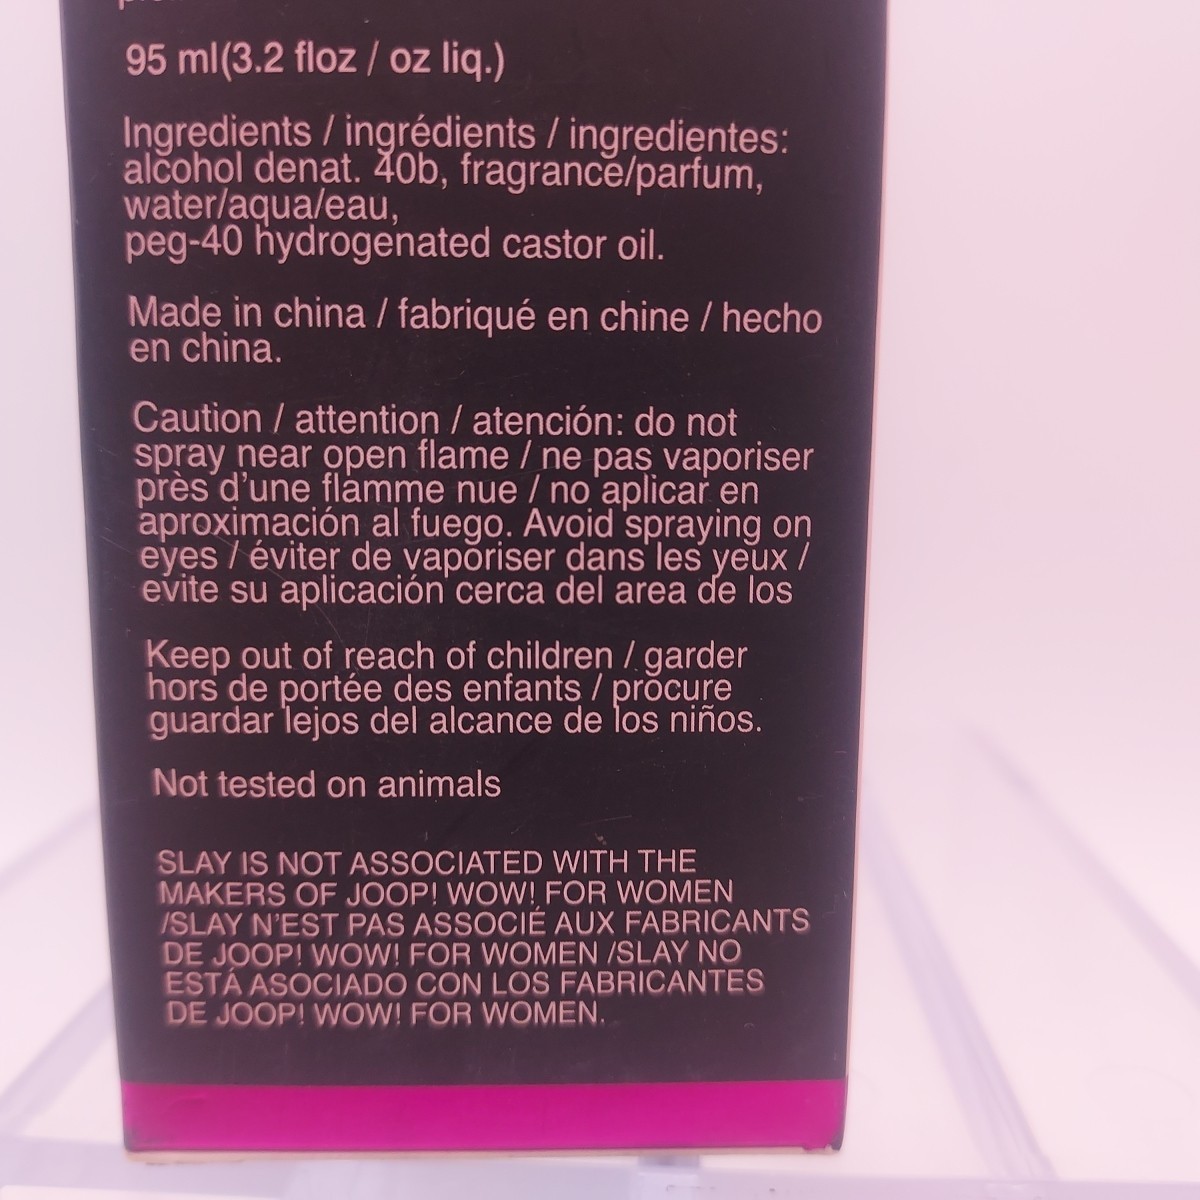 95 ml(3.2 floz / oz liq.)
Ingredients / ingrédients / ingredientes:
alcohol denat. 40b, fragrance/parfum,
water/aqua/eau,
peg-40 hydrogenated castor oil.
Made in china / fabriqué en chine / hecho
en china.
Caution / attention / atención: do not
spray near open flame / ne pas vaporiser
près d'une flamme nue / no aplicar en
aproximación al fuego. Avoid spraying on
eyes / éviter de vaporiser dans les yeux /
evite su aplicación cerca del area de los
Keep out of reach of children / garder
hors de portée des enfants / procure
guardar lejos del alcance de los niños.
Not tested on animals
SLAY IS NOT ASSOCIATED WITH THE
MAKERS OF JOOP! WOW! FOR WOMEN
/SLAY N'EST PAS ASSOCIÉ AUX FABRICANTS
DE JOOP! WOW! FOR WOMEN /SLAY NO
ESTÁ ASOCIADO CON LOS FABRICANTES
DE JOOP! WOW! FOR WOMEN.